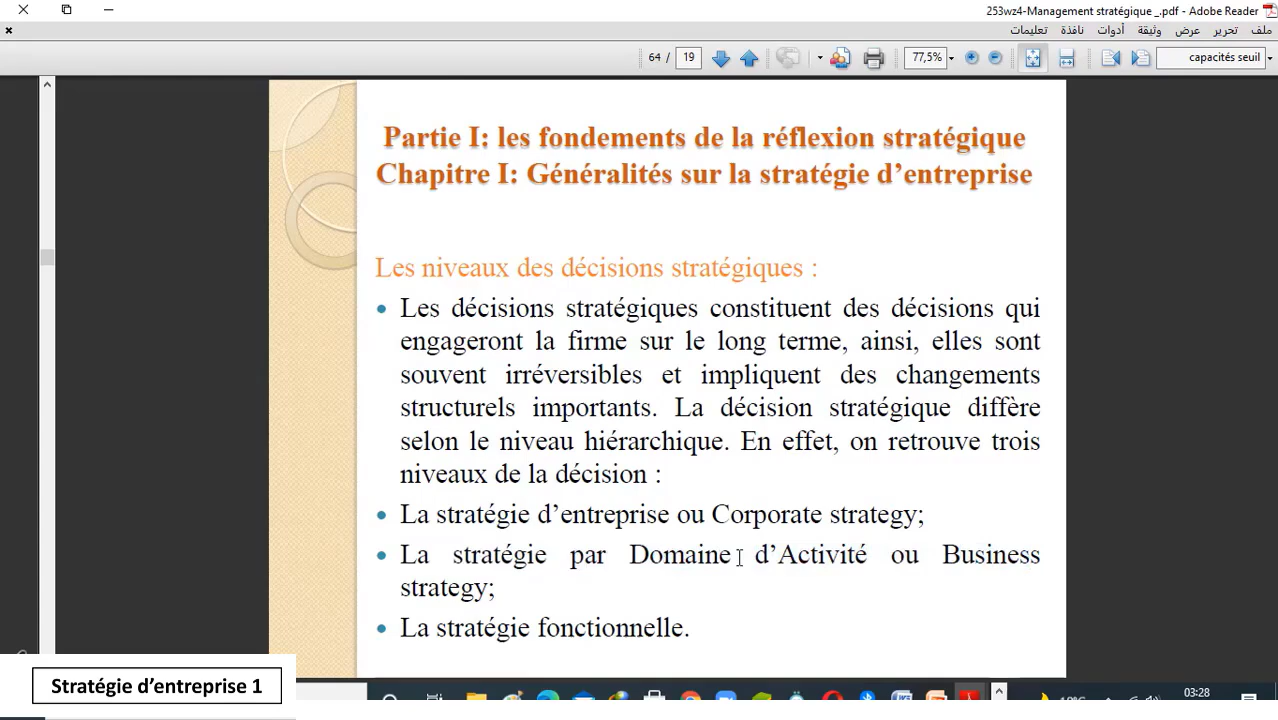 253wz4-Management stratégique _.pdf - Adobe Reader
ملف تحرير عرض وثيقة أدوات نافذة تعليمات
64 / 19 77,5% capacités seuil
Partie I: les fondements de la réflexion stratégique
Chapitre I: Généralités sur la stratégie d’entreprise
Les niveaux des décisions stratégiques :
Les décisions stratégiques constituent des décisions qui
engageront la firme sur le long terme, ainsi, elles sont
souvent irréversibles et impliquent des changements
structurels importants. La décision stratégique diffère
selon le niveau hiérarchique. En effet, on retrouve trois
niveaux de la décision :
La stratégie d’entreprise ou Corporate strategy;
La stratégie par Domaine d’Activité ou Business
strategy;
La stratégie fonctionnelle.
Stratégie d’entreprise 1
03:28